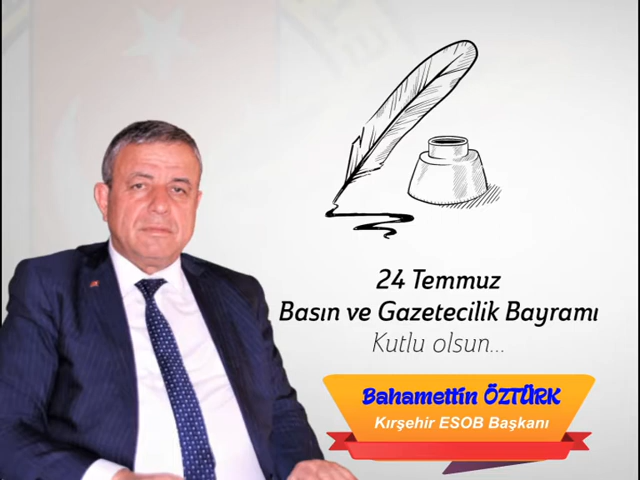 24 Temmuz
Basın ve Gazetecilik Bayramı
Kutlu olsun...
Bahamettin ÖZTÜRK
Kırşehir ESOB Başkanı